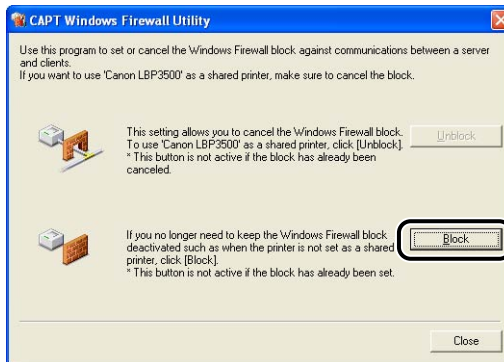 CAPT Windows Firewall Utility
Use this program to set or cancel the Windows Firewall block against communications between a server
and clients.
If you want to use 'Canon LBP3500' as a shared printer, make sure to cancel the block.
This setting allows you to cancel the Windows Firewall block.
To use 'Canon LBP3500' as a shared printer, click [Unblock].
* This button is not active if the block has already been
canceled.
Unblock
If you no longer need to keep the Windows Firewall block
deactivated such as when the printer is not set as a shared
printer, click [Block].
* This button is not active if the block has already been set.
Block
Close